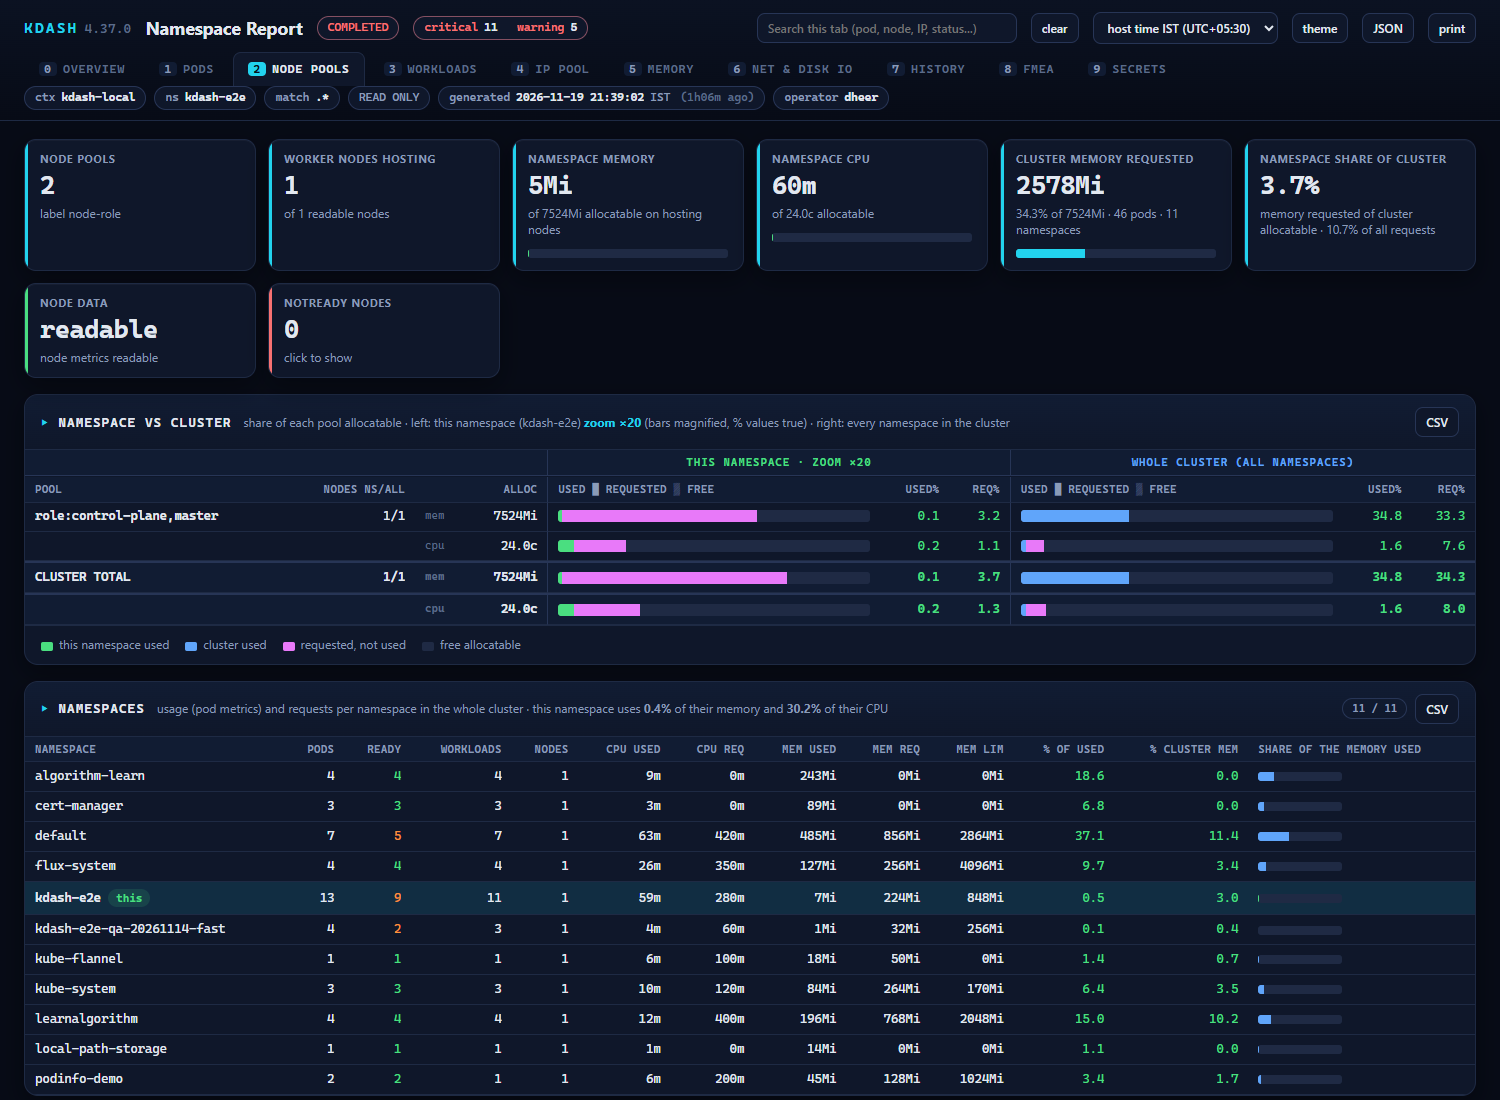 KDASH 4.37.0 Namespace Report COMPLETED critical 11 warning 5 Search this tab (pod, node, IP, status...) clear host time IST (UTC+05:30) theme JSON print
0 OVERVIEW 1 PODS 2 NODE POOLS 3 WORKLOADS 4 IP POOL 5 MEMORY 6 NET & DISK IO 7 HISTORY 8 FMEA 9 SECRETS
ctx kdash-local ns kdash-e2e match .* READ ONLY generated 2026-11-19 21:39:02 IST (1h06m ago) operator dheer
NODE POOLS
2
label node-role
WORKER NODES HOSTING
1
of 1 readable nodes
NAMESPACE MEMORY
5Mi
of 7524Mi allocatable on hosting
nodes
NAMESPACE CPU
60m
of 24.0c allocatable
CLUSTER MEMORY REQUESTED
2578Mi
34.3% of 7524Mi · 46 pods · 11
namespaces
NAMESPACE SHARE OF CLUSTER
3.7%
memory requested of cluster
allocatable · 10.7% of all requests
NODE DATA
readable
node metrics readable
NOTREADY NODES
0
click to show
NAMESPACE VS CLUSTER share of each pool allocatable · left: this namespace (kdash-e2e) zoom ×20 (bars magnified, % values true) · right: every namespace in the cluster CSV
THIS NAMESPACE · ZOOM ×20 WHOLE CLUSTER (ALL NAMESPACES)
POOL NODES NS/ALL ALLOC USED █ REQUESTED █ FREE USED% REQ% USED █ REQUESTED █ FREE USED% REQ%
role:control-plane,master 1/1 mem 7524Mi 0.1 3.2 34.8 33.3
cpu 24.0c 0.2 1.1 1.6 7.6
CLUSTER TOTAL 1/1 mem 7524Mi 0.1 3.7 34.8 34.3
cpu 24.0c 0.2 1.3 1.6 8.0
this namespace used cluster used requested, not used free allocatable
NAMESPACES usage (pod metrics) and requests per namespace in the whole cluster · this namespace uses 0.4% of their memory and 30.2% of their CPU 11 / 11 CSV
NAMESPACE PODS READY WORKLOADS NODES CPU USED CPU REQ MEM USED MEM REQ MEM LIM % OF USED % CLUSTER MEM SHARE OF THE MEMORY USED
algorithm-learn 4 4 4 1 9m 0m 243Mi 0Mi 0Mi 18.6 0.0
cert-manager 3 3 3 1 3m 0m 89Mi 0Mi 0Mi 6.8 0.0
default 7 5 7 1 63m 420m 485Mi 856Mi 2864Mi 37.1 11.4
flux-system 4 4 4 1 26m 350m 127Mi 256Mi 4096Mi 9.7 3.4
kdash-e2e this 13 9 11 1 59m 280m 7Mi 224Mi 848Mi 0.5 3.0
kdash-e2e-qa-20261114-fast 4 2 3 1 4m 60m 1Mi 32Mi 256Mi 0.1 0.4
kube-flannel 1 1 1 1 6m 100m 18Mi 50Mi 0Mi 1.4 0.7
kube-system 3 3 3 1 10m 120m 84Mi 264Mi 170Mi 6.4 3.5
learnalgorithm 4 4 4 1 12m 400m 196Mi 768Mi 2048Mi 15.0 10.2
local-path-storage 1 1 1 1 1m 0m 14Mi 0Mi 0Mi 1.1 0.0
podinfo-demo 2 2 1 1 6m 200m 45Mi 128Mi 1024Mi 3.4 1.7